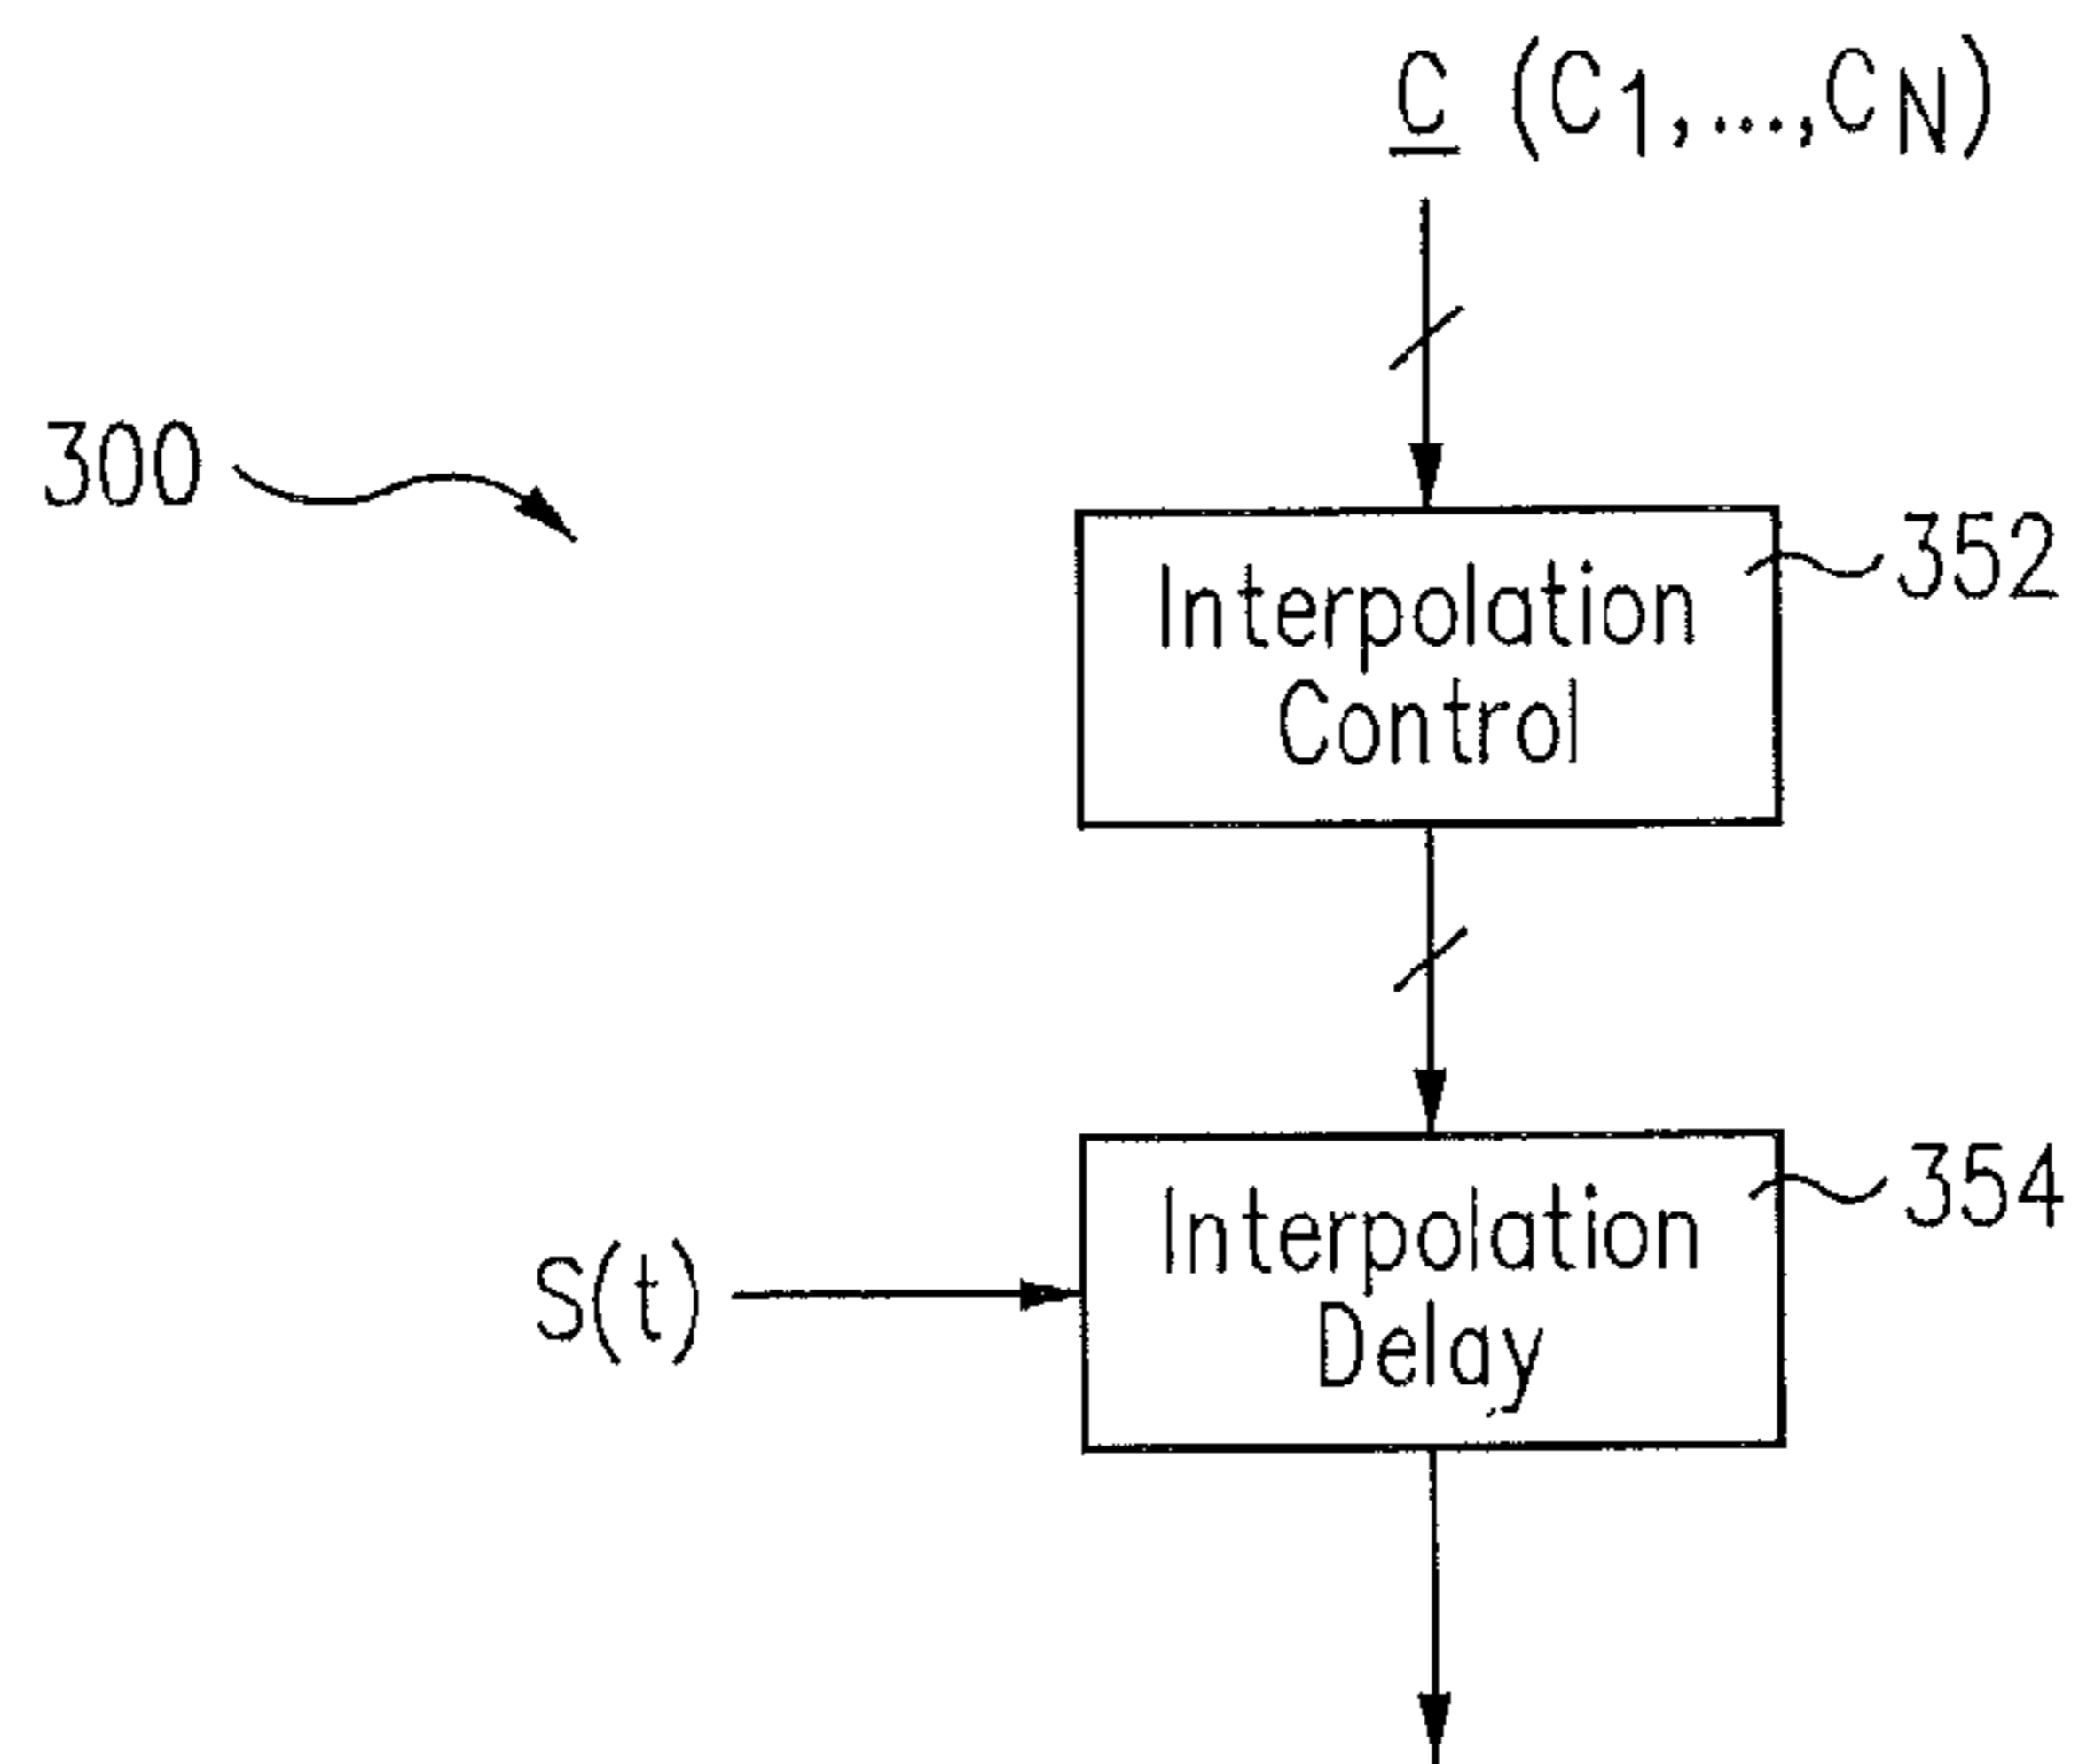 C (C1,...,CN)
300
Interpolation
Control
352
Interpolation
Delay
354
S(t)